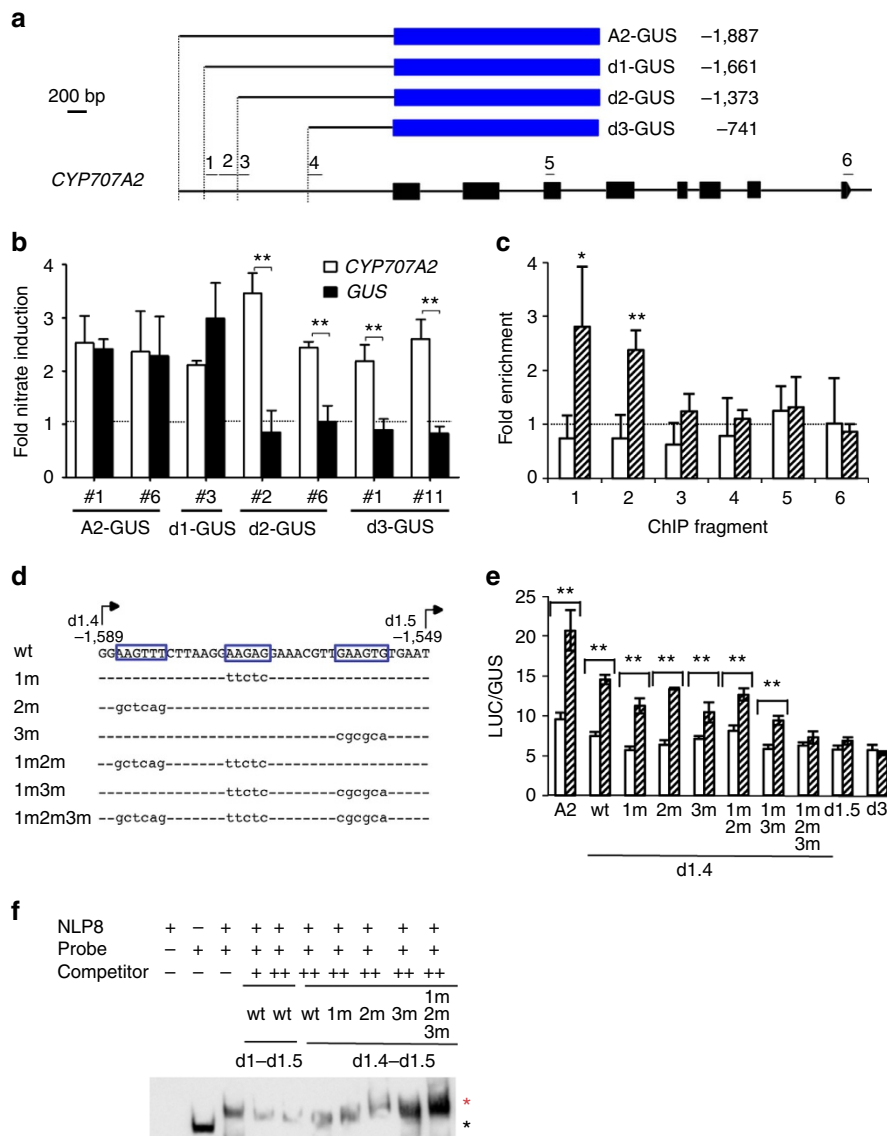 a
A2-GUS −1,887
d1-GUS −1,661
200 bp
d2-GUS −1,373
d3-GUS −741
1 2 3 4 5 6
CYP707A2
b
Fold nitrate induction
4
3
2
1
0
CYP707A2
GUS
** ** ** **
#1 #6 #3 #2 #6 #1 #11
A2-GUS d1-GUS d2-GUS d3-GUS
c
Fold enrichment
4
3
2
1
0
* **
1 2 3 4 5 6
ChIP fragment
d
d1.4 d1.5
−1,589 −1,549
wt GGAAGTTTCTTAAGGAAGAGGAAACGTTGAAGTGTGAAT
1m ---------------ttctc-------------------
2m --gctcag-------------------------------
3m ----------------------------cgcgca-----
1m2m --gctcag-------ttctc-------------------
1m3m ---------------ttctc--------cgcgca-----
1m2m3m --gctcag-------ttctc--------cgcgca-----
e
LUC/GUS
25
20
15
10
5
0
** ** ** ** ** ** **
A2 wt 1m 2m 3m 1m 1m 1m d1.5 d3
2m 3m 2m
3m
d1.4
f
NLP8 + − + + + + + + + +
Probe − + + + + + + + + +
Competitor − − − + ++ ++ ++ ++ ++ ++
wt wt wt 1m 2m 3m 1m
2m
3m
d1–d1.5 d1.4–d1.5
*
*